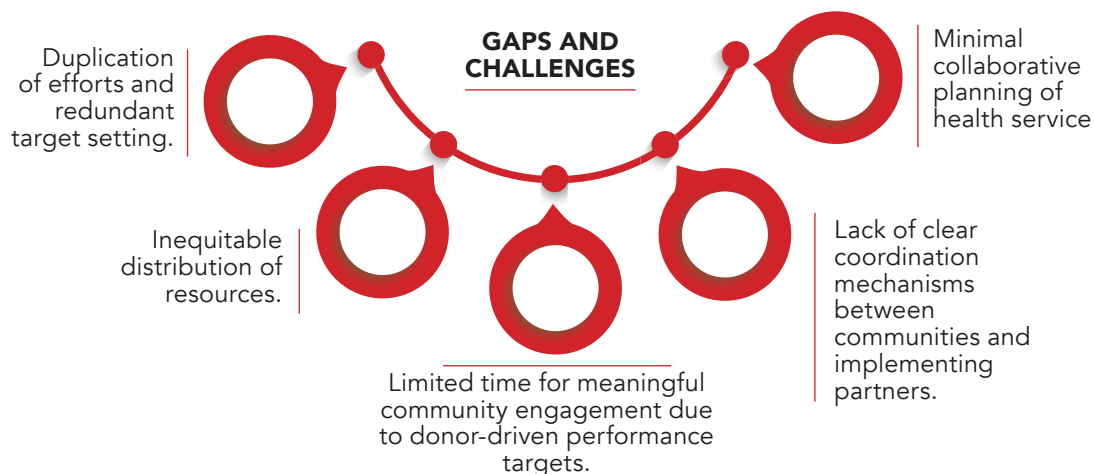 GAPS AND
CHALLENGES
Duplication
of efforts and
redundant
target setting.
Inequitable
distribution of
resources.
Limited time for meaningful
community engagement due
to donor-driven performance
targets.
Lack of clear
coordination
mechanisms
between
communities and
implementing
partners.
Minimal
collaborative
planning of
health service